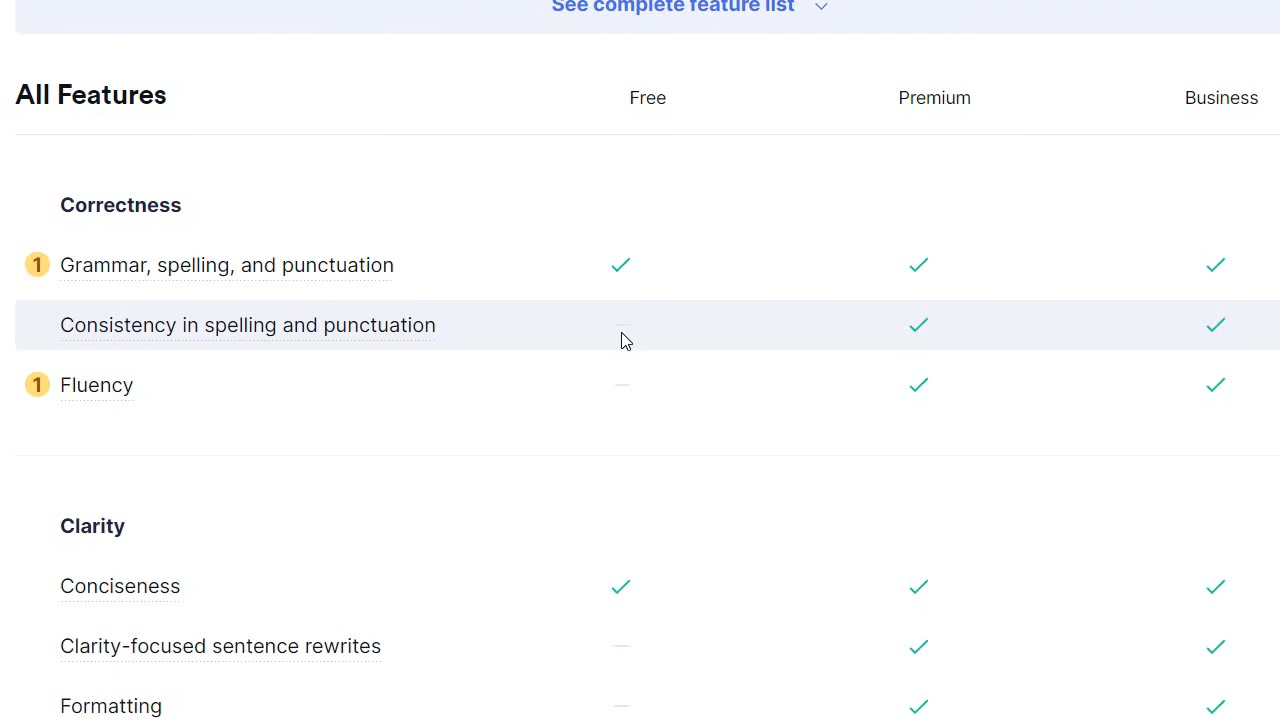 See complete feature list
All Features Free Premium Business
Correctness
1 Grammar, spelling, and punctuation
Consistency in spelling and punctuation
1 Fluency
Clarity
Conciseness
Clarity-focused sentence rewrites
Formatting